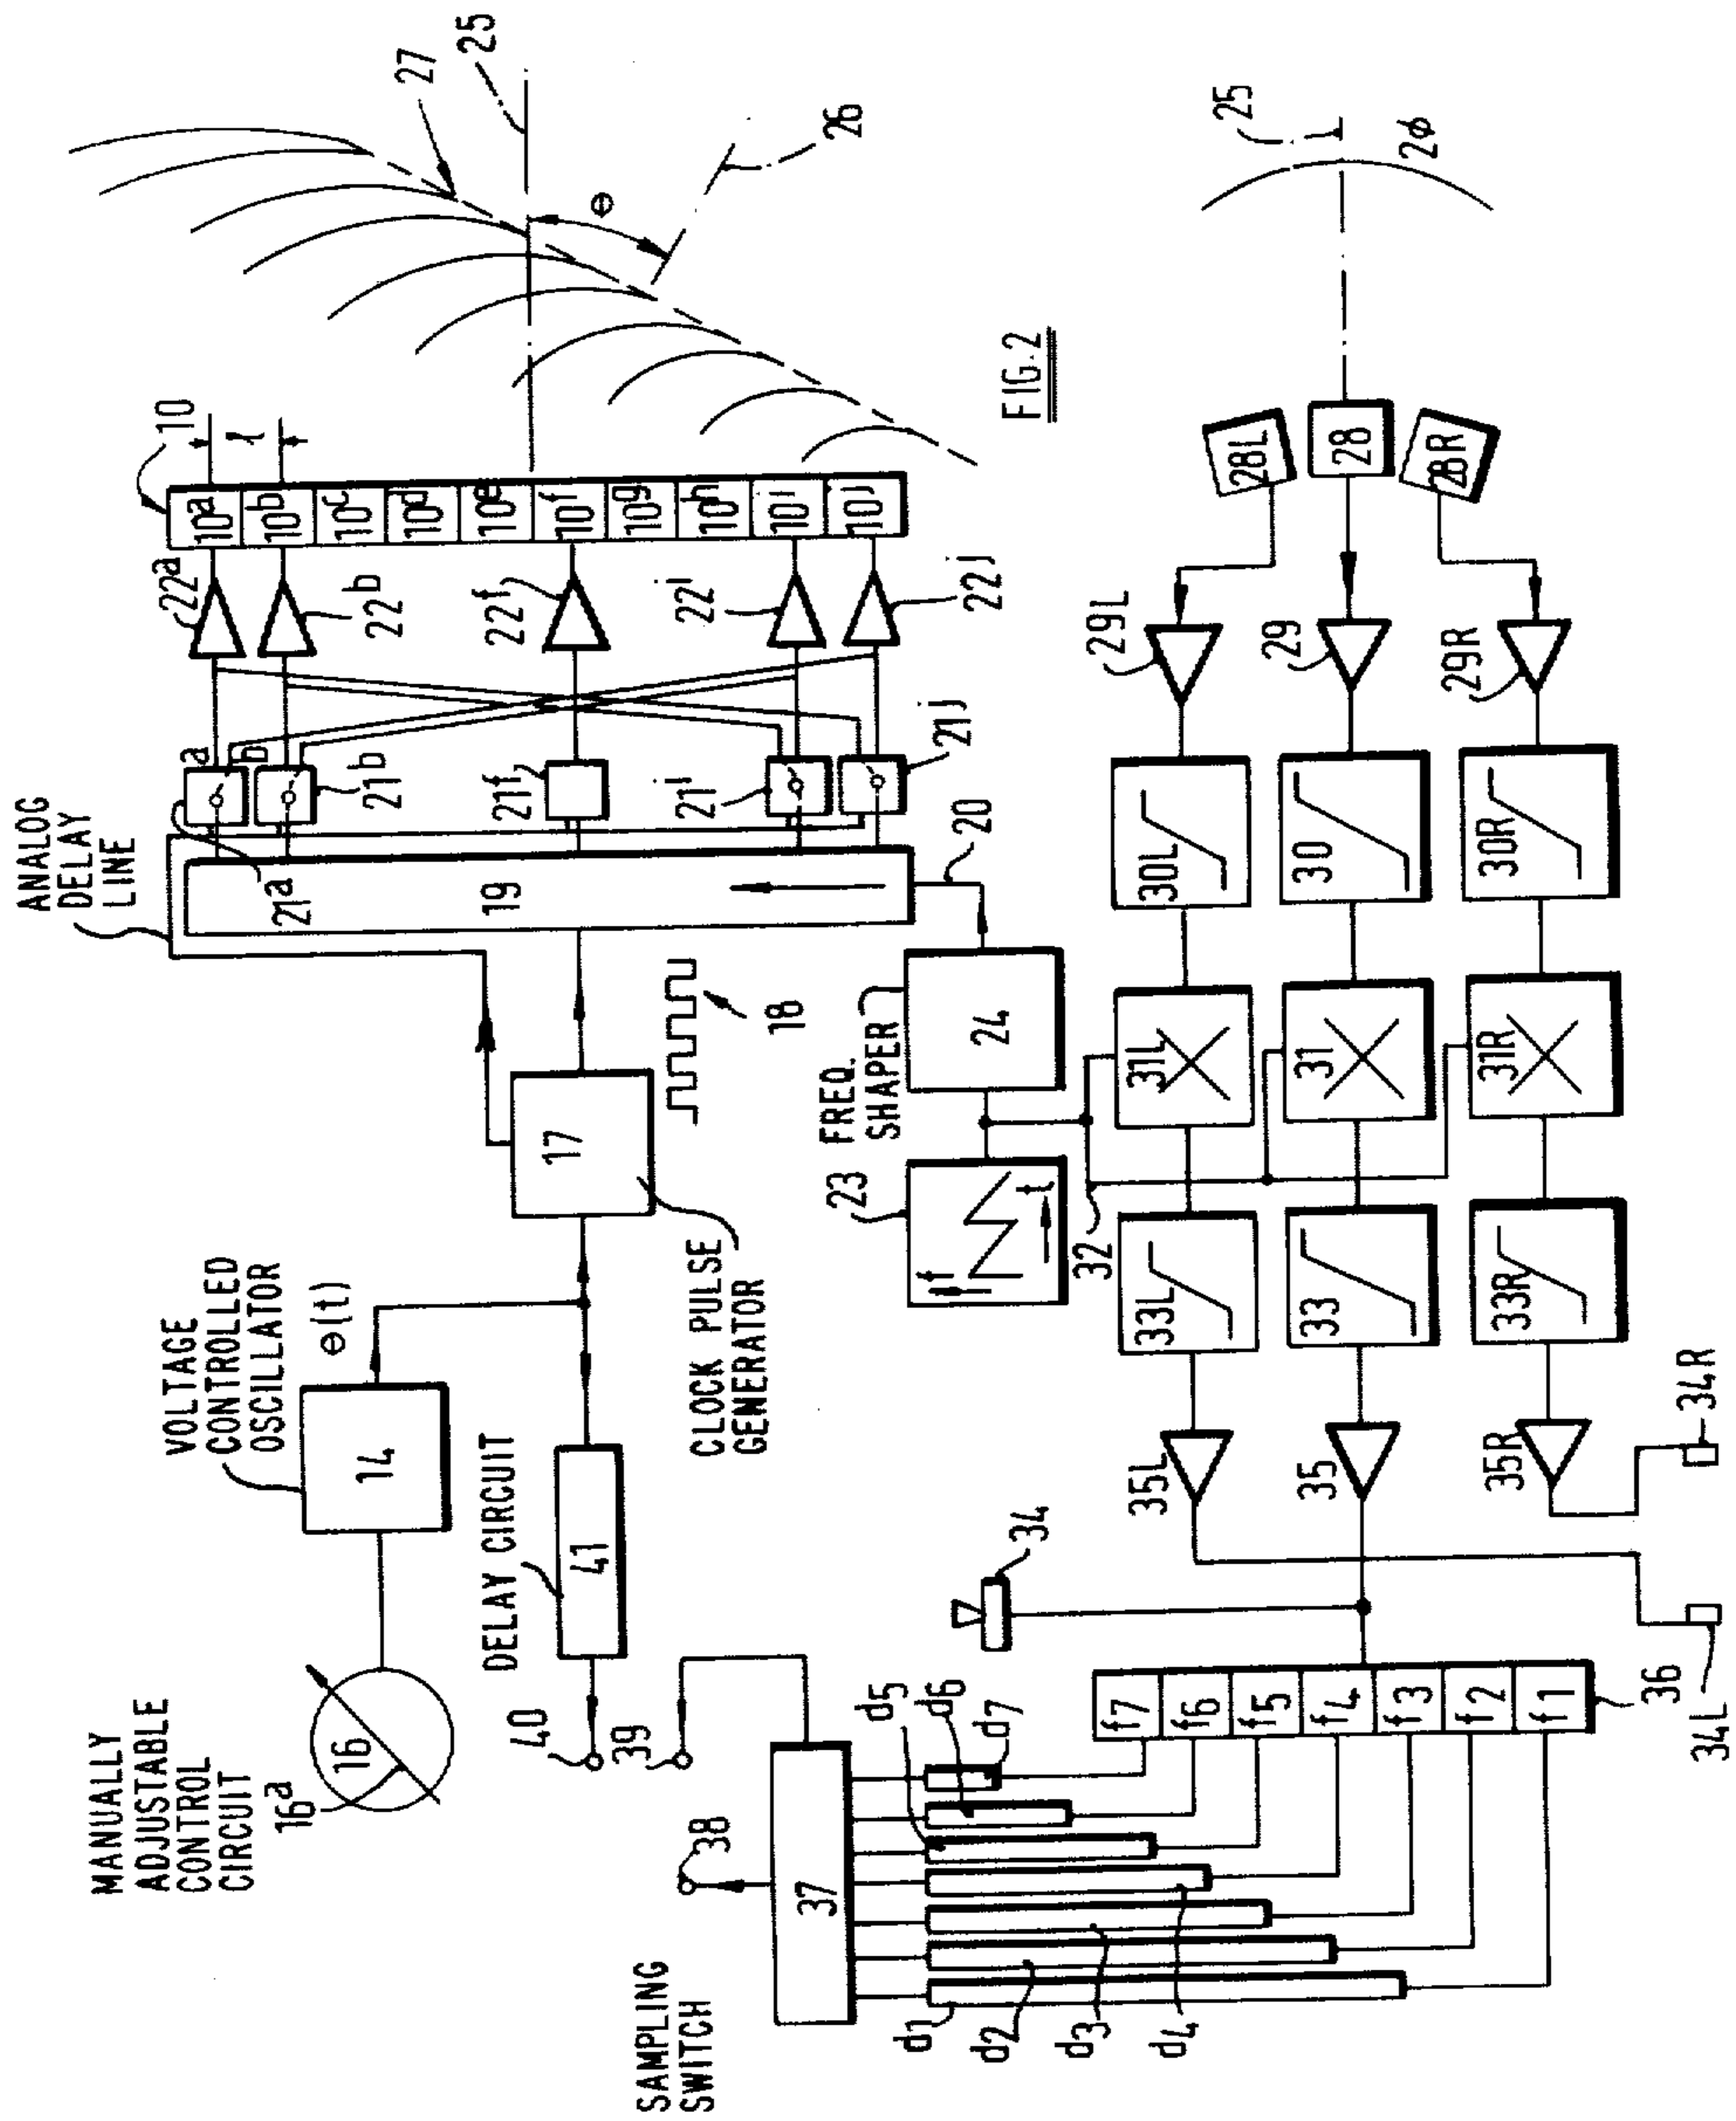 MANUALLY
ADJUSTABLE
CONTROL
CIRCUIT
16a
16
VOLTAGE
CONTROLLED
OSCILLATOR
14
θ(t)
DELAY CIRCUIT
41
40
39
CLOCK PULSE
GENERATOR
17
18
ANALOG
DELAY
LINE
19
20
21a
a
b
21b
21f
21i
21j
22a
22b
22f
22i
22j
10
10a
10b
10c
10d
10e
10f
10g
10h
10i
10j
l
27
25
26
θ
FIG. 2
FREQ.
SHAPER
24
23
f
t
32
SAMPLING
SWITCH
38
37
d1
d2
d3
d4
d5
d6
d7
f7
f6
f5
f4
f3
f2
f1
36
34
34L
34R
35L
35
35R
33L
33
33R
31L
31
31R
30L
30
30R
29L
29
29R
28L
28
28R
25
2ϕ